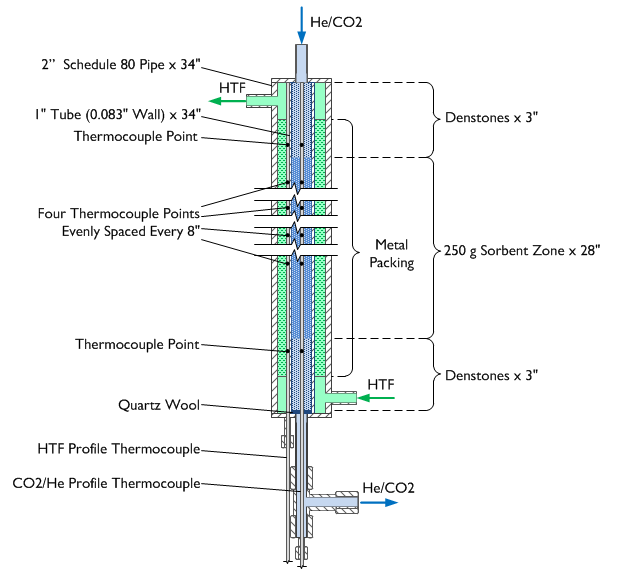 He/CO2
2” Schedule 80 Pipe x 34"
HTF
1" Tube (0.083" Wall) x 34"
Denstones x 3"
Thermocouple Point
Four Thermocouple Points
Evenly Spaced Every 8"
Metal
Packing
250 g Sorbent Zone x 28"
Thermocouple Point
HTF
Denstones x 3"
Quartz Wool
HTF Profile Thermocouple
CO2/He Profile Thermocouple
He/CO2